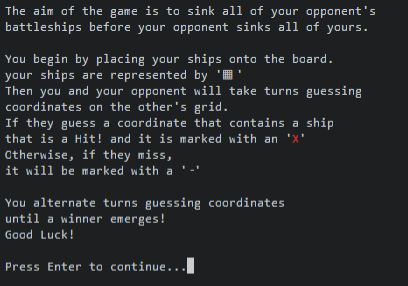 The aim of the game is to sink all of your opponent's
battleships before your opponent sinks all of yours.
You begin by placing your ships onto the board.
your ships are represented by '▦'
Then you and your opponent will take turns guessing
coordinates on the other's grid.
If they guess a coordinate that contains a ship
that is a Hit! and it is marked with an 'X'
Otherwise, if they miss,
it will be marked with a '-'
You alternate turns guessing coordinates
until a winner emerges!
Good Luck!
Press Enter to continue...